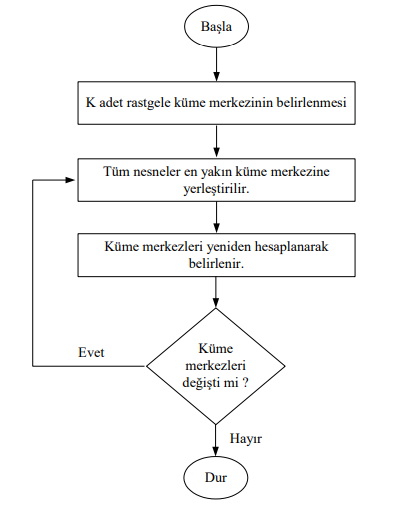 Başla
K adet rastgele küme merkezinin belirlenmesi
Tüm nesneler en yakın küme merkezine
yerleştirilir.
Küme merkezleri yeniden hesaplanarak
belirlenir.
Küme
merkezleri
değişti mi ?
Evet
Hayır
Dur